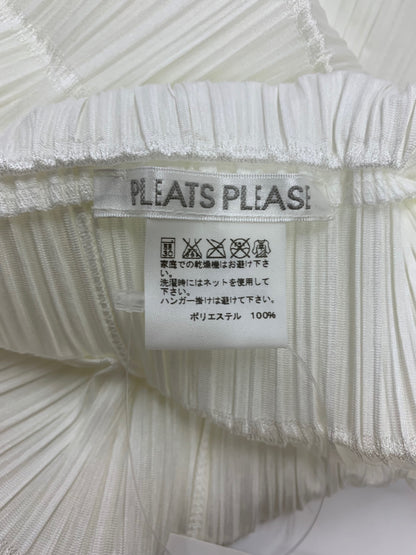 PLEATS PLEASE
家庭での乾燥機はお避け下さ
い。
洗濯時にはネットを使用して
下さい。
ハンガー掛けは避けて下さい。
ポリエステル 100%